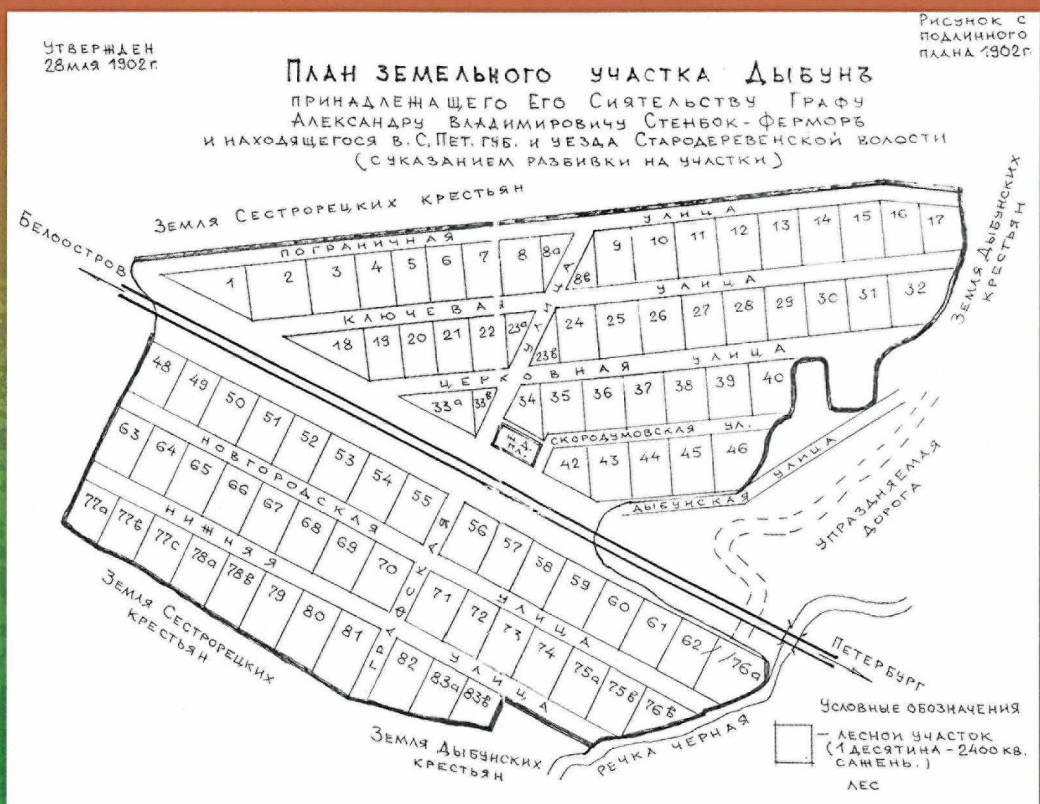 УТВЕРЖДЕН
28 МАЯ 1902г.
РИСУНОК С
ПОДЛИННОГО
ПЛАНА 1902г.
ПЛАН ЗЕМЕЛЬНОГО УЧАСТКА ДЫБУНЪ
ПРИНАДЛЕЖАЩЕГО ЕГО СИЯТЕЛЬСТВУ ГРАФУ
АЛЕКСАНДРУ ВЛАДИМИРОВИЧУ СТЕНБОК-ФЕРМОРЪ
И НАХОДЯЩЕГОСЯ В. С. ПЕТ. ГУБ. И УЕЗДА СТАРОДЕРЕВЕНСКОЙ ВОЛОСТИ
(С УКАЗАНИЕМ РАЗБИВКИ НА УЧАСТКИ)
ЗЕМЛЯ СЕСТРОРЕЦКИХ КРЕСТЬЯН
ЗЕМЛЯ ДЫБУНСКИХ
КРЕСТЬЯН
БЕЛООСТРОВ
ПОГРАНИЧНАЯ УЛИЦА
1 2 3 4 5 6 7 8 8а 8в 9 10 11 12 13 14 15 16 17
КЛЮЧЕВАЯ УЛИЦА
18 19 20 21 22 23а 23в 24 25 26 27 28 29 30 31 32
ЦЕРКОВНАЯ УЛИЦА
33а 33в 34 35 36 37 38 39 40
Ж.Д.
ПЛ.
СКОРОДУМОВСКАЯ УЛ.
42 43 44 45 46
ДЫБУНСКАЯ УЛИЦА
УПРАЗДНЯЕМАЯ
ДОРОГА
48 49 50 51 52 53 54 55 56 57 58 59 60 61 62 76а
НОВГОРОДСКАЯ УЛИЦА
63 64 65 66 67 68 69 70 71 72 73 74 75а 75в 76в
НИЖНЯЯ УЛИЦА
77а 77в 77с 78а 78в 79 80 81 82 83а 83в
ГРАФСКАЯ
ЗЕМЛЯ СЕСТРОРЕЦКИХ
КРЕСТЬЯН
ЗЕМЛЯ ДЫБУНСКИХ
КРЕСТЬЯН
РЕЧКА ЧЕРНАЯ
ПЕТЕРБУРГ
УСЛОВНЫЕ ОБОЗНАЧЕНИЯ
– ЛЕСНОЙ УЧАСТОК
(1 ДЕСЯТИНА – 2400 КВ.
САЖЕНЬ.)
ЛЕС